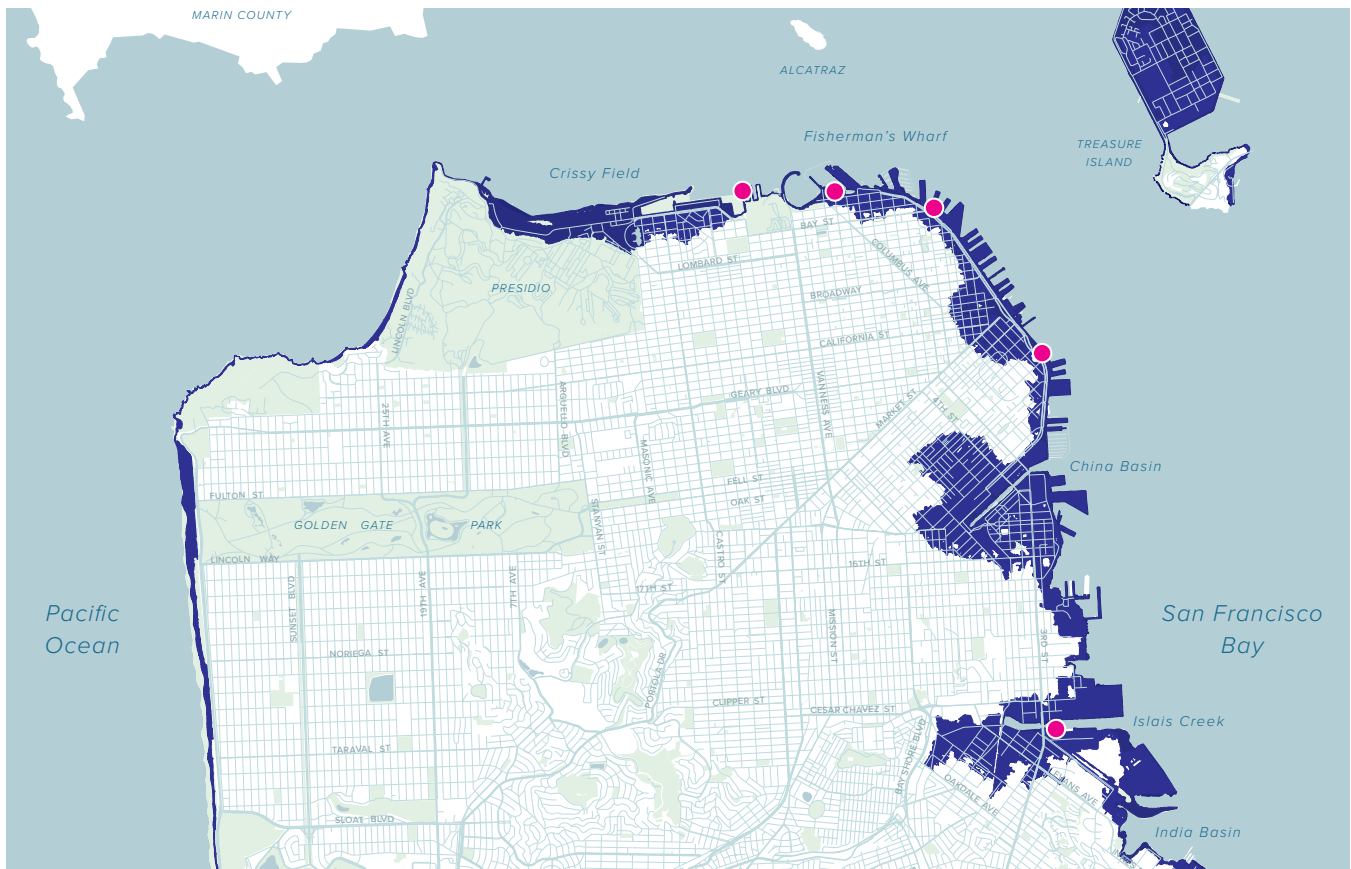 MARIN COUNTY
ALCATRAZ
Fisherman's Wharf
TREASURE
ISLAND
Crissy Field
BAY ST
COLUMBUS AVE
LOMBARD ST
PRESIDIO
BROADWAY
LINCOLN BLVD
CALIFORNIA ST
GEARY BLVD
VANNESS AVE
MARKET ST
4TH ST
25TH AVE
ARGUELLO BLVD
MASONIC AVE
China Basin
FELL ST
OAK ST
FULTON ST
GOLDEN GATE PARK
STANYAN ST
CASTRO ST
LINCOLN WAY
16TH ST
17TH ST
SUNSET BLVD
19TH AVE
7TH AVE
Pacific
Ocean
San Francisco
Bay
MISSION ST
3RD ST
NORIEGA ST
PORTOLA DR
CLIPPER ST
CESAR CHAVEZ ST
Islais Creek
TARAVAL ST
BAY SHORE BLVD
OAKDALE AVE
EVANS AVE
SLOAT BLVD
India Basin